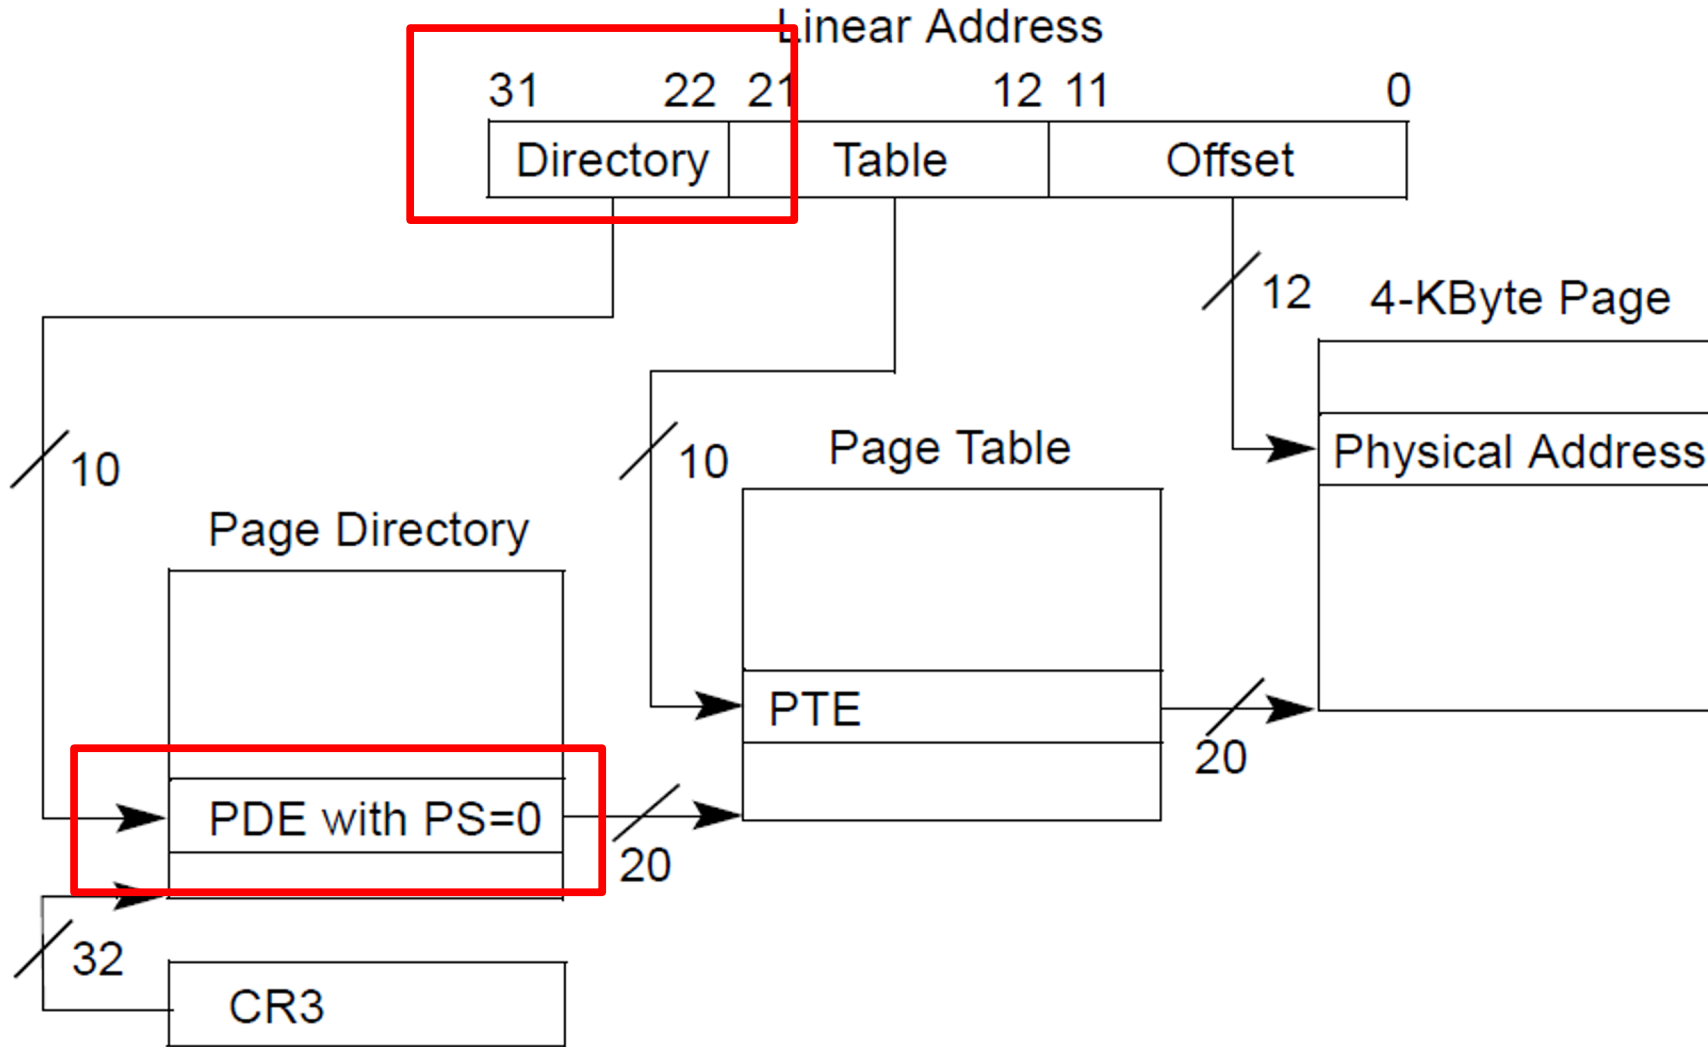 Linear Address
31 22 21 12 11 0
Directory Table Offset
12
4-KByte Page
10
10
Page Table
Physical Address
Page Directory
PTE
20
PDE with PS=0
20
32
CR3